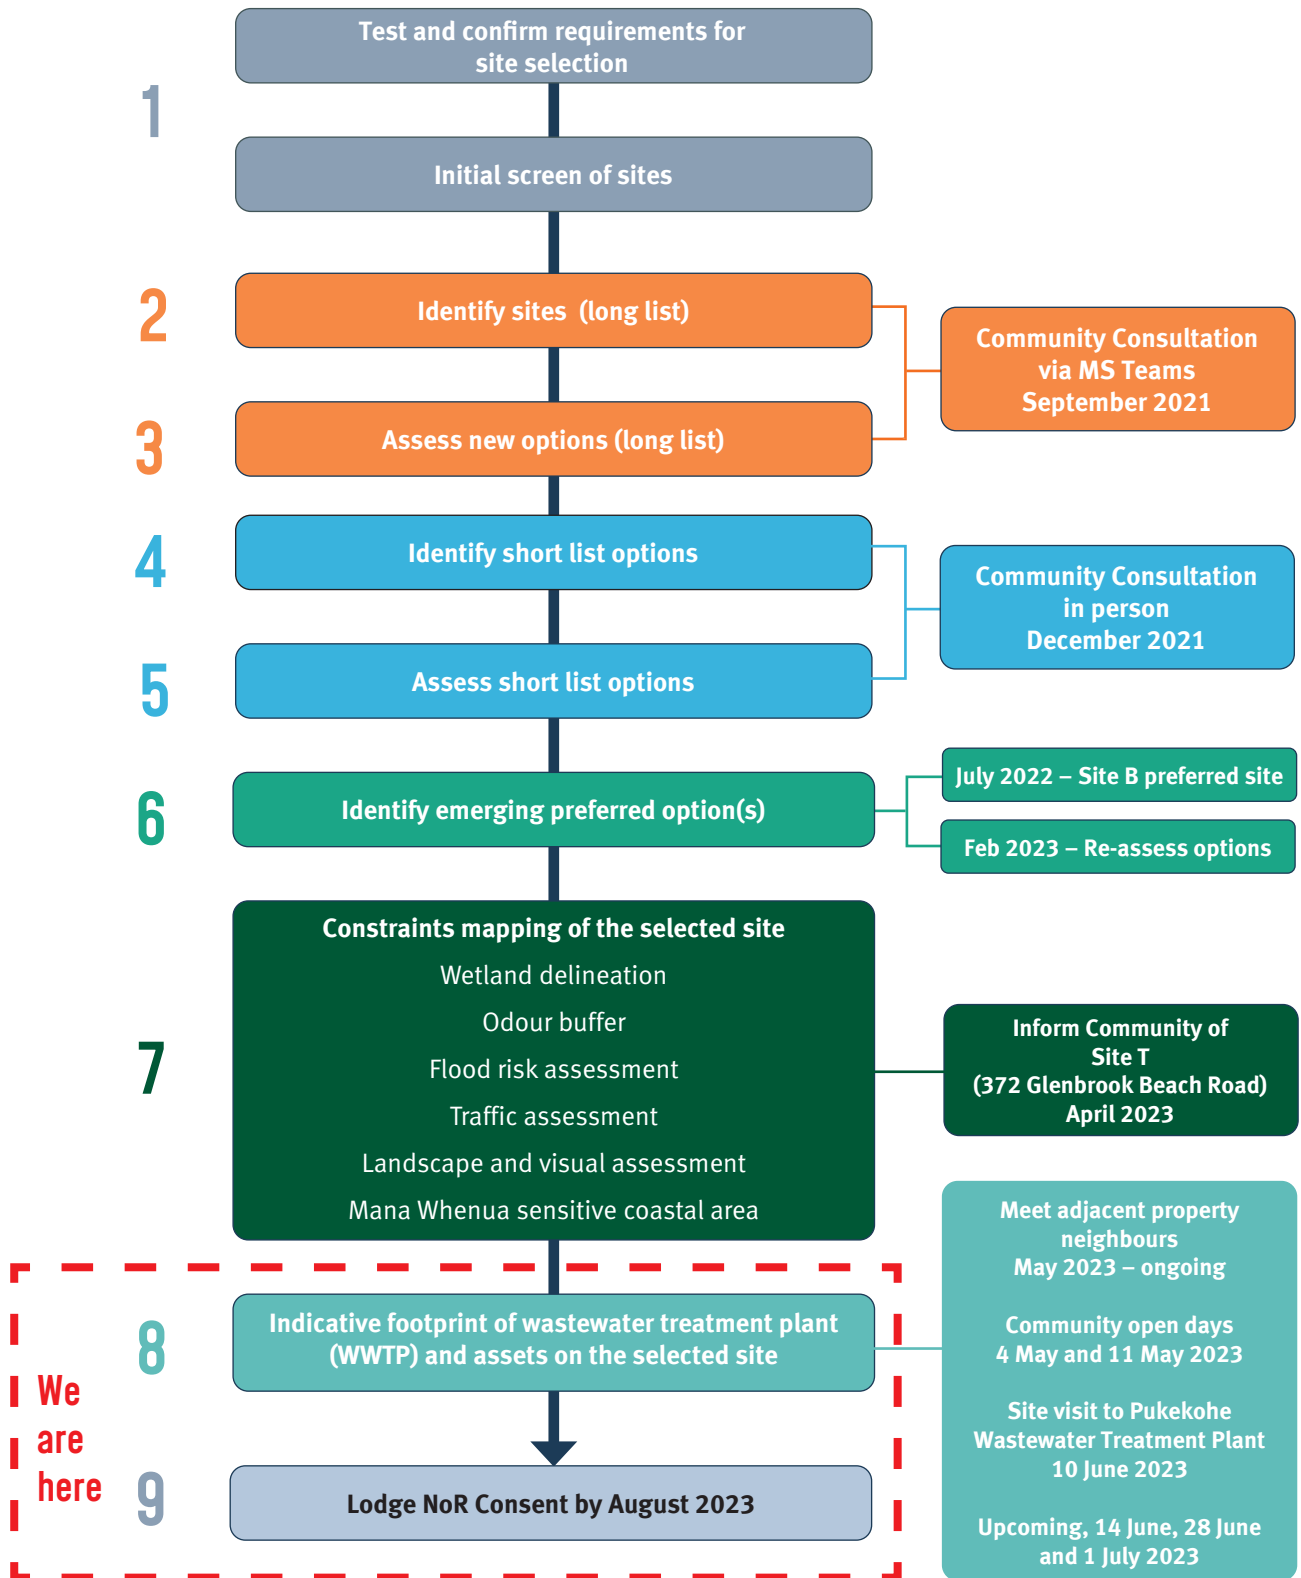 1
Test and confirm requirements for
site selection
Initial screen of sites
2
Identify sites (long list)
3
Assess new options (long list)
Community Consultation
via MS Teams
September 2021
4
Identify short list options
5
Assess short list options
Community Consultation
in person
December 2021
6
Identify emerging preferred option(s)
July 2022 – Site B preferred site
Feb 2023 – Re-assess options
7
Constraints mapping of the selected site
Wetland delineation
Odour buffer
Flood risk assessment
Traffic assessment
Landscape and visual assessment
Mana Whenua sensitive coastal area
Inform Community of
Site T
(372 Glenbrook Beach Road)
April 2023
We
are
here
8
Indicative footprint of wastewater treatment plant
(WWTP) and assets on the selected site
Meet adjacent property
neighbours
May 2023 – ongoing
Community open days
4 May and 11 May 2023
Site visit to Pukekohe
Wastewater Treatment Plant
10 June 2023
Upcoming, 14 June, 28 June
and 1 July 2023
9
Lodge NoR Consent by August 2023